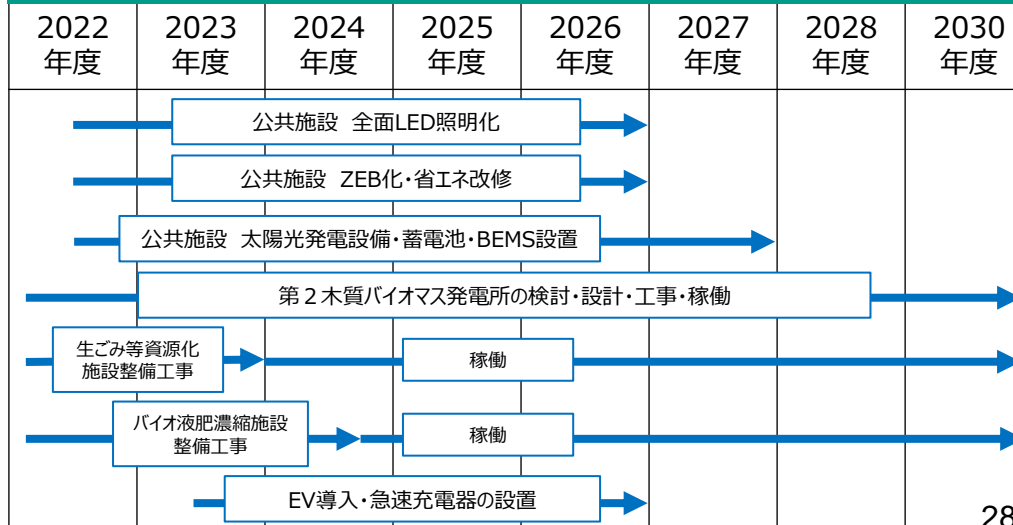 2022
年度
2023
年度
2024
年度
2025
年度
2026
年度
2027
年度
2028
年度
2030
年度
公共施設 全面LED照明化
公共施設 ZEB化・省エネ改修
公共施設 太陽光発電設備・蓄電池・BEMS設置
第２木質バイオマス発電所の検討・設計・工事・稼働
生ごみ等資源化
施設整備工事
稼働
バイオ液肥濃縮施設
整備工事
稼働
EV導入・急速充電器の設置
28